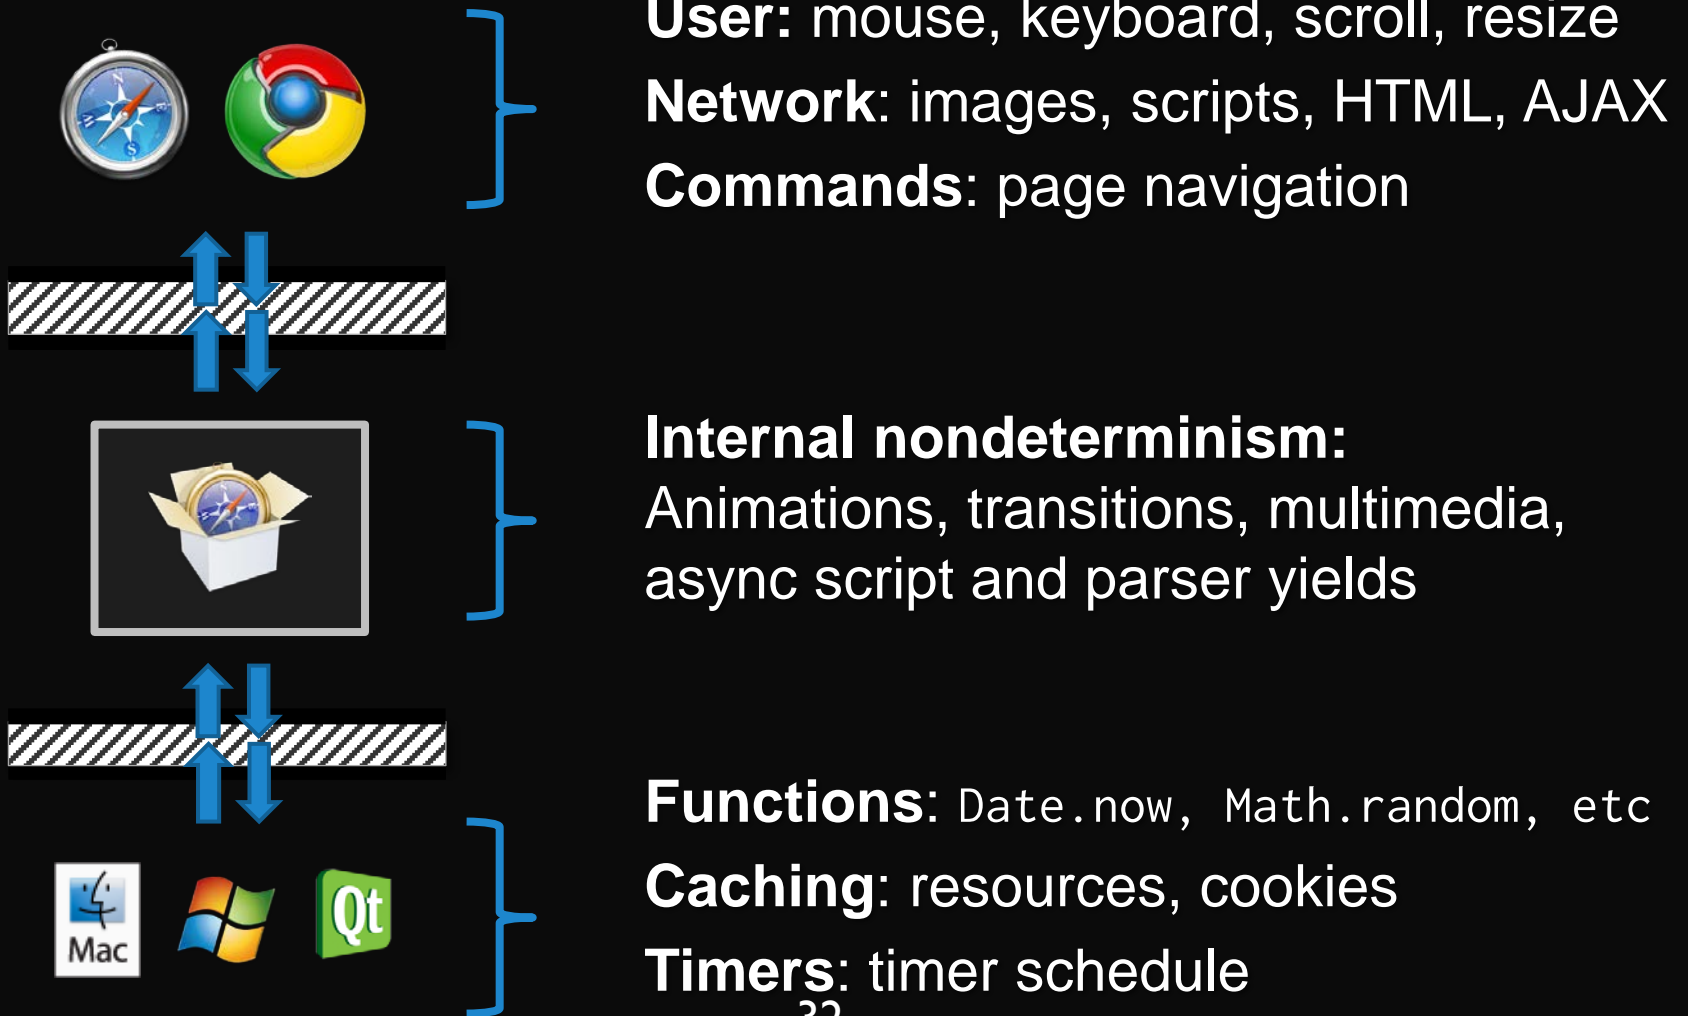 User: mouse, keyboard, scroll, resize
Network: images, scripts, HTML, AJAX
Commands: page navigation
Internal nondeterminism:
Animations, transitions, multimedia,
async script and parser yields
Functions: Date.now, Math.random, etc
Caching: resources, cookies
Timers: timer schedule
Mac
Qt
32